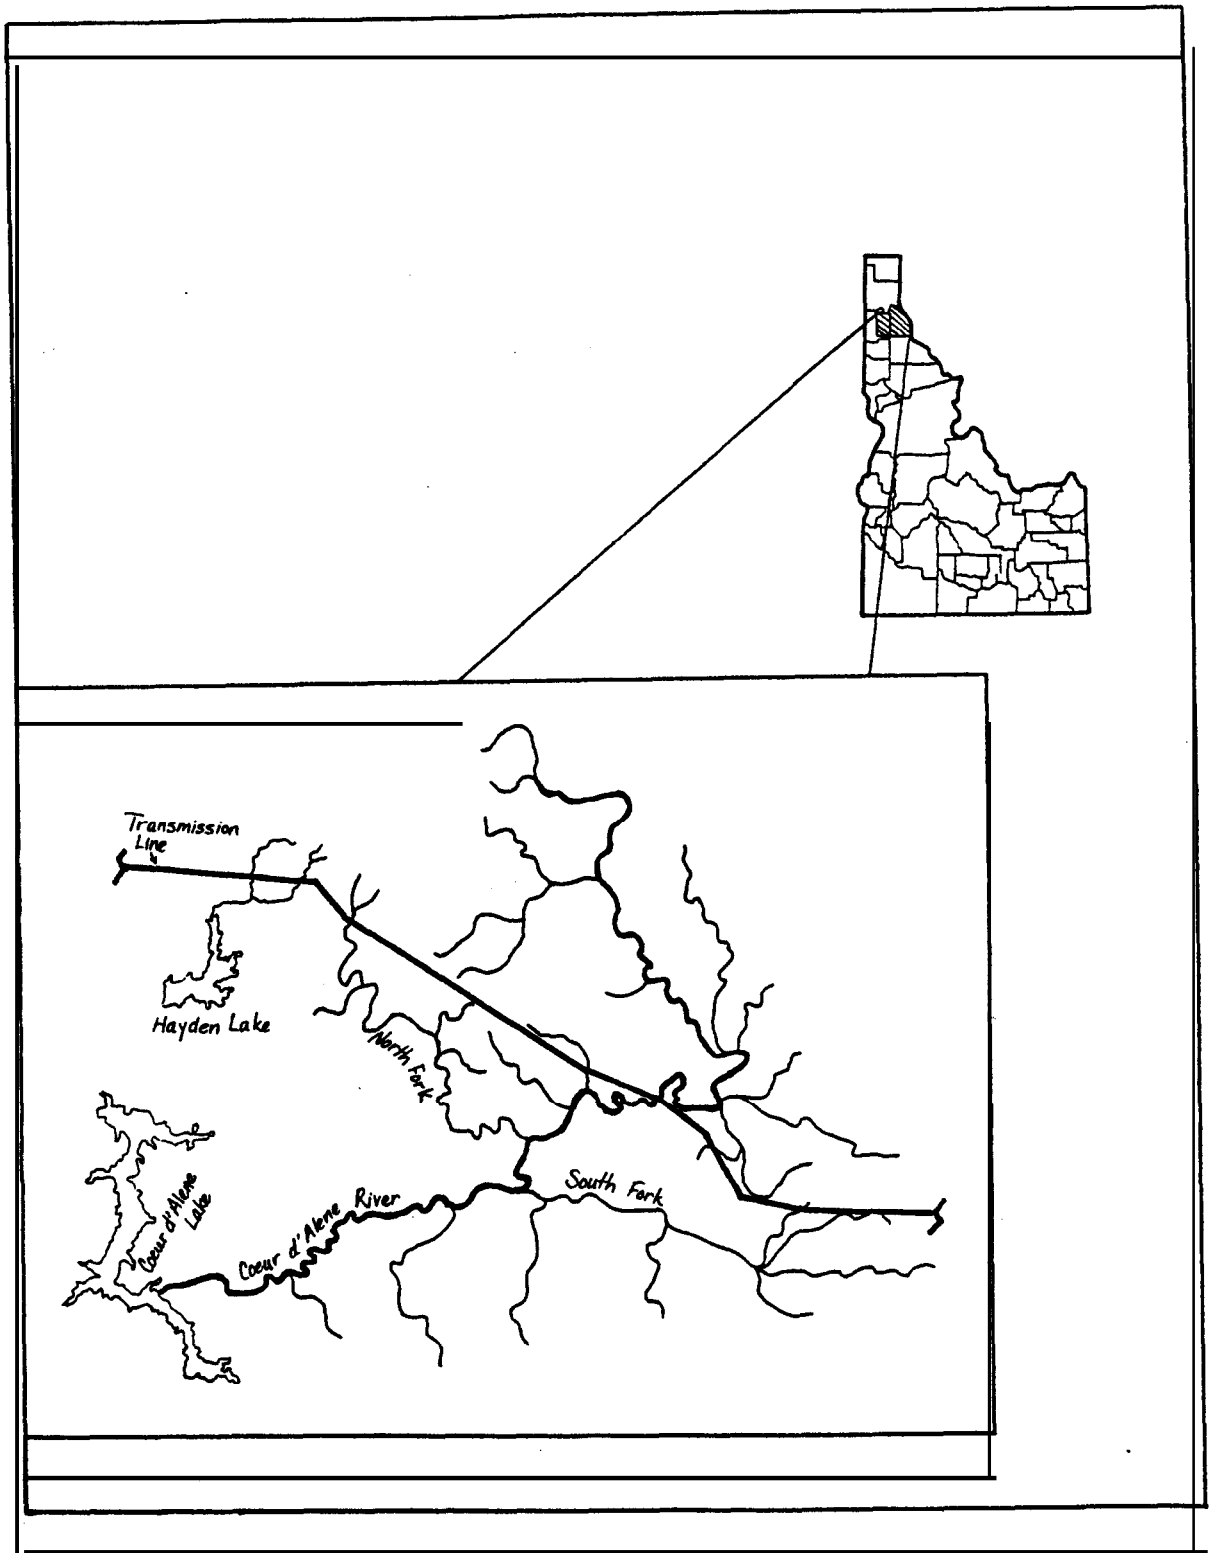 Transmission
Line
Hayden Lake
North Fork
South Fork
Coeur d'Alene River
Coeur d'Alene
Lake